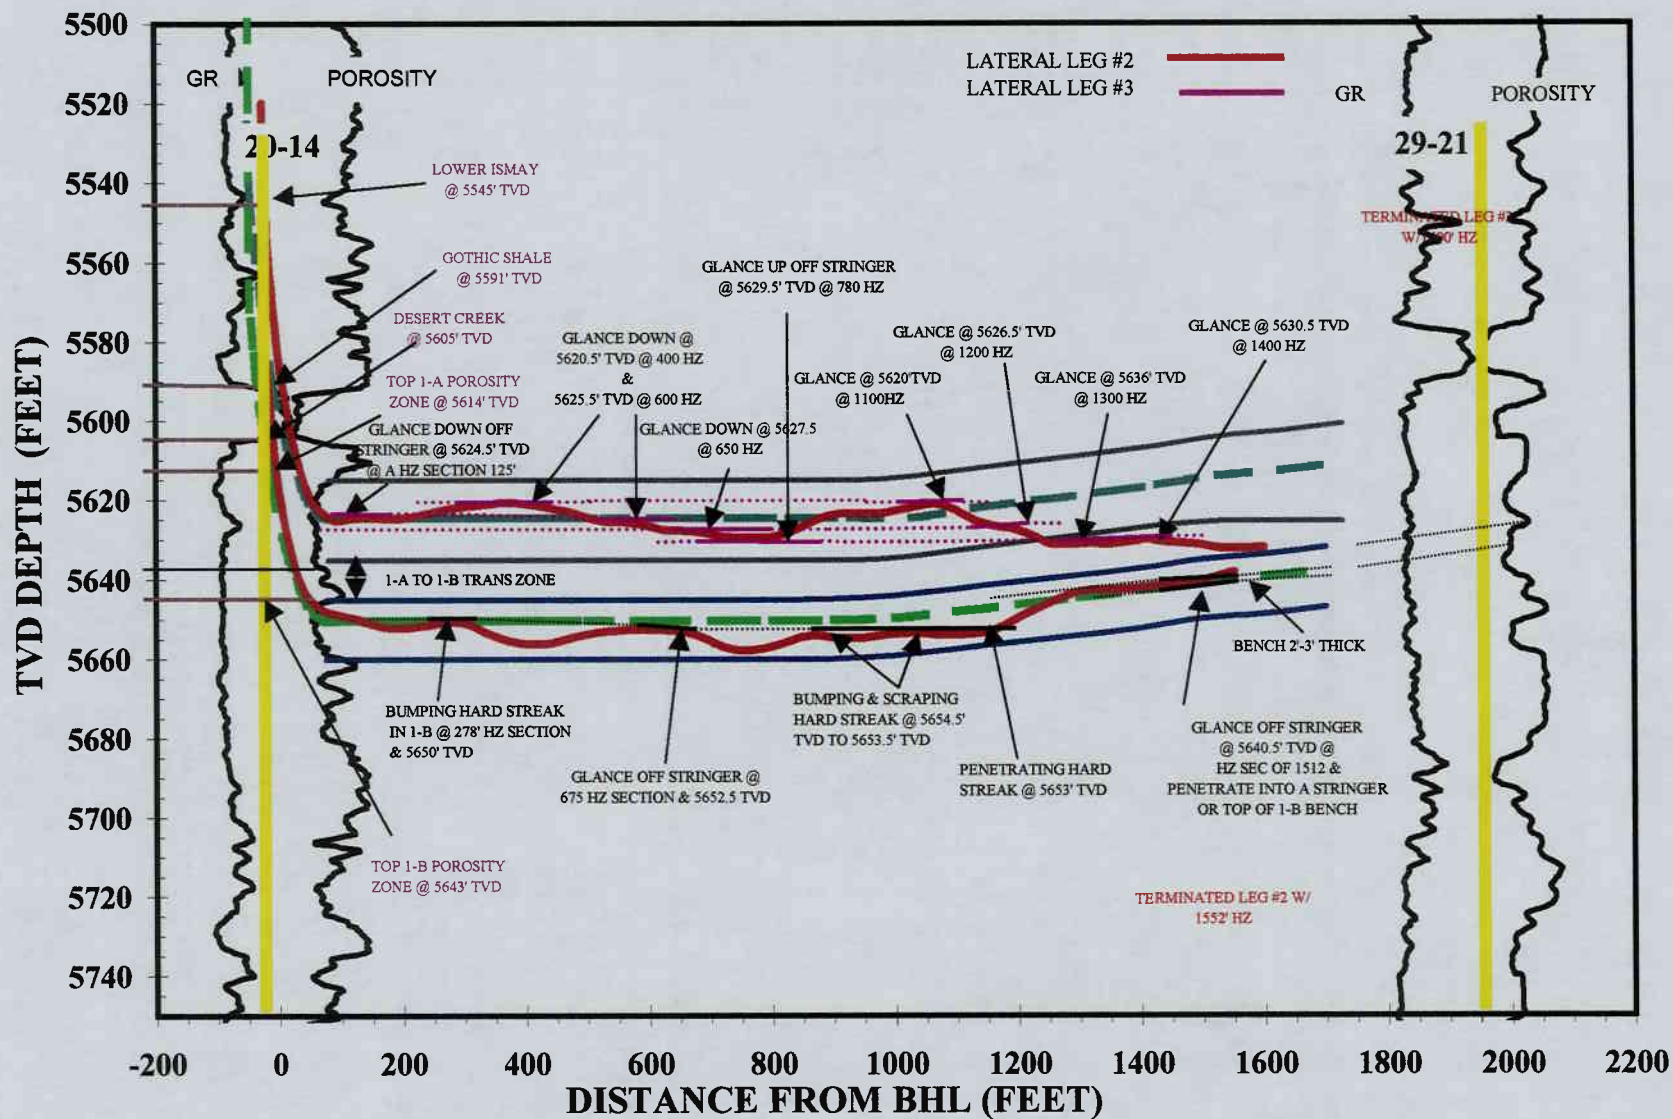 5500
5520
5540
5560
5580
5600
5620
5640
5660
5680
5700
5720
5740
TVD DEPTH (FEET)
GR
POROSITY
LATERAL LEG #2
LATERAL LEG #3
GR
POROSITY
20-14
29-21
LOWER ISMAY
@ 5545' TVD
TERMINATED LEG #
HZ
GOTHIC SHALE
@ 5591' TVD
GLANCE UP OFF STRINGER
@ 5629.5' TVD @ 780 HZ
DESERT CREEK
@ 5605' TVD
GLANCE DOWN @
5620.5' TVD @ 400 HZ
&
5625.5' TVD @ 600 HZ
GLANCE @ 5626.5' TVD
@ 1200 HZ
GLANCE @ 5630.5 TVD
@ 1400 HZ
TOP 1-A POROSITY
ZONE @ 5614' TVD
GLANCE @ 5620'TVD
@ 1100HZ
GLANCE @ 5636' TVD
@ 1300 HZ
GLANCE DOWN OFF
STRINGER @ 5624.5' TVD
@ A HZ SECTION 125'
GLANCE DOWN @ 5627.5
@ 650 HZ
1-A TO 1-B TRANS ZONE
BENCH 2'-3' THICK
BUMPING HARD STREAK
IN 1-B @ 278' HZ SECTION
& 5650' TVD
BUMPING & SCRAPING
HARD STREAK @ 5654.5'
TVD TO 5653.5' TVD
GLANCE OFF STRINGER
@ 5640.5' TVD @
HZ SEC OF 1512 &
PENETRATE INTO A STRINGER
OR TOP OF 1-B BENCH
GLANCE OFF STRINGER @
675 HZ SECTION & 5652.5 TVD
PENETRATING HARD
STREAK @ 5653' TVD
TOP 1-B POROSITY
ZONE @ 5643' TVD
TERMINATED LEG #2 W/
1552' HZ
-200 0 200 400 600 800 1000 1200 1400 1600 1800 2000 2200
DISTANCE FROM BHL (FEET)